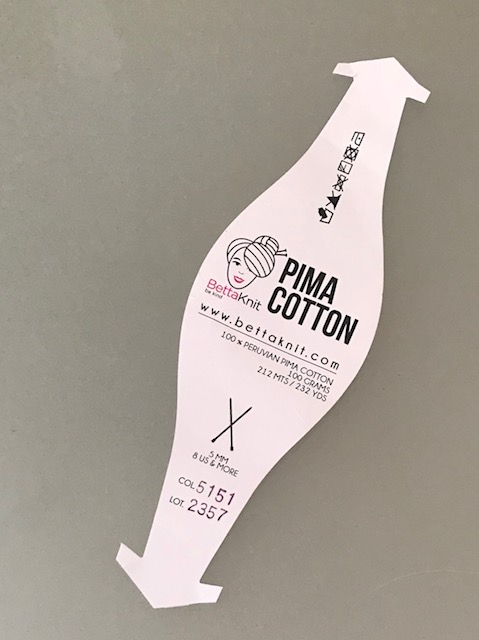 BettaKnit
be kind
PIMA
COTTON
www.bettaknit.com
100 % PERUVIAN PIMA COTTON
100 GRAMS
212 MTS / 232 YDS
5 MM
8 US & MORE
COL. 5151
LOT. 2357